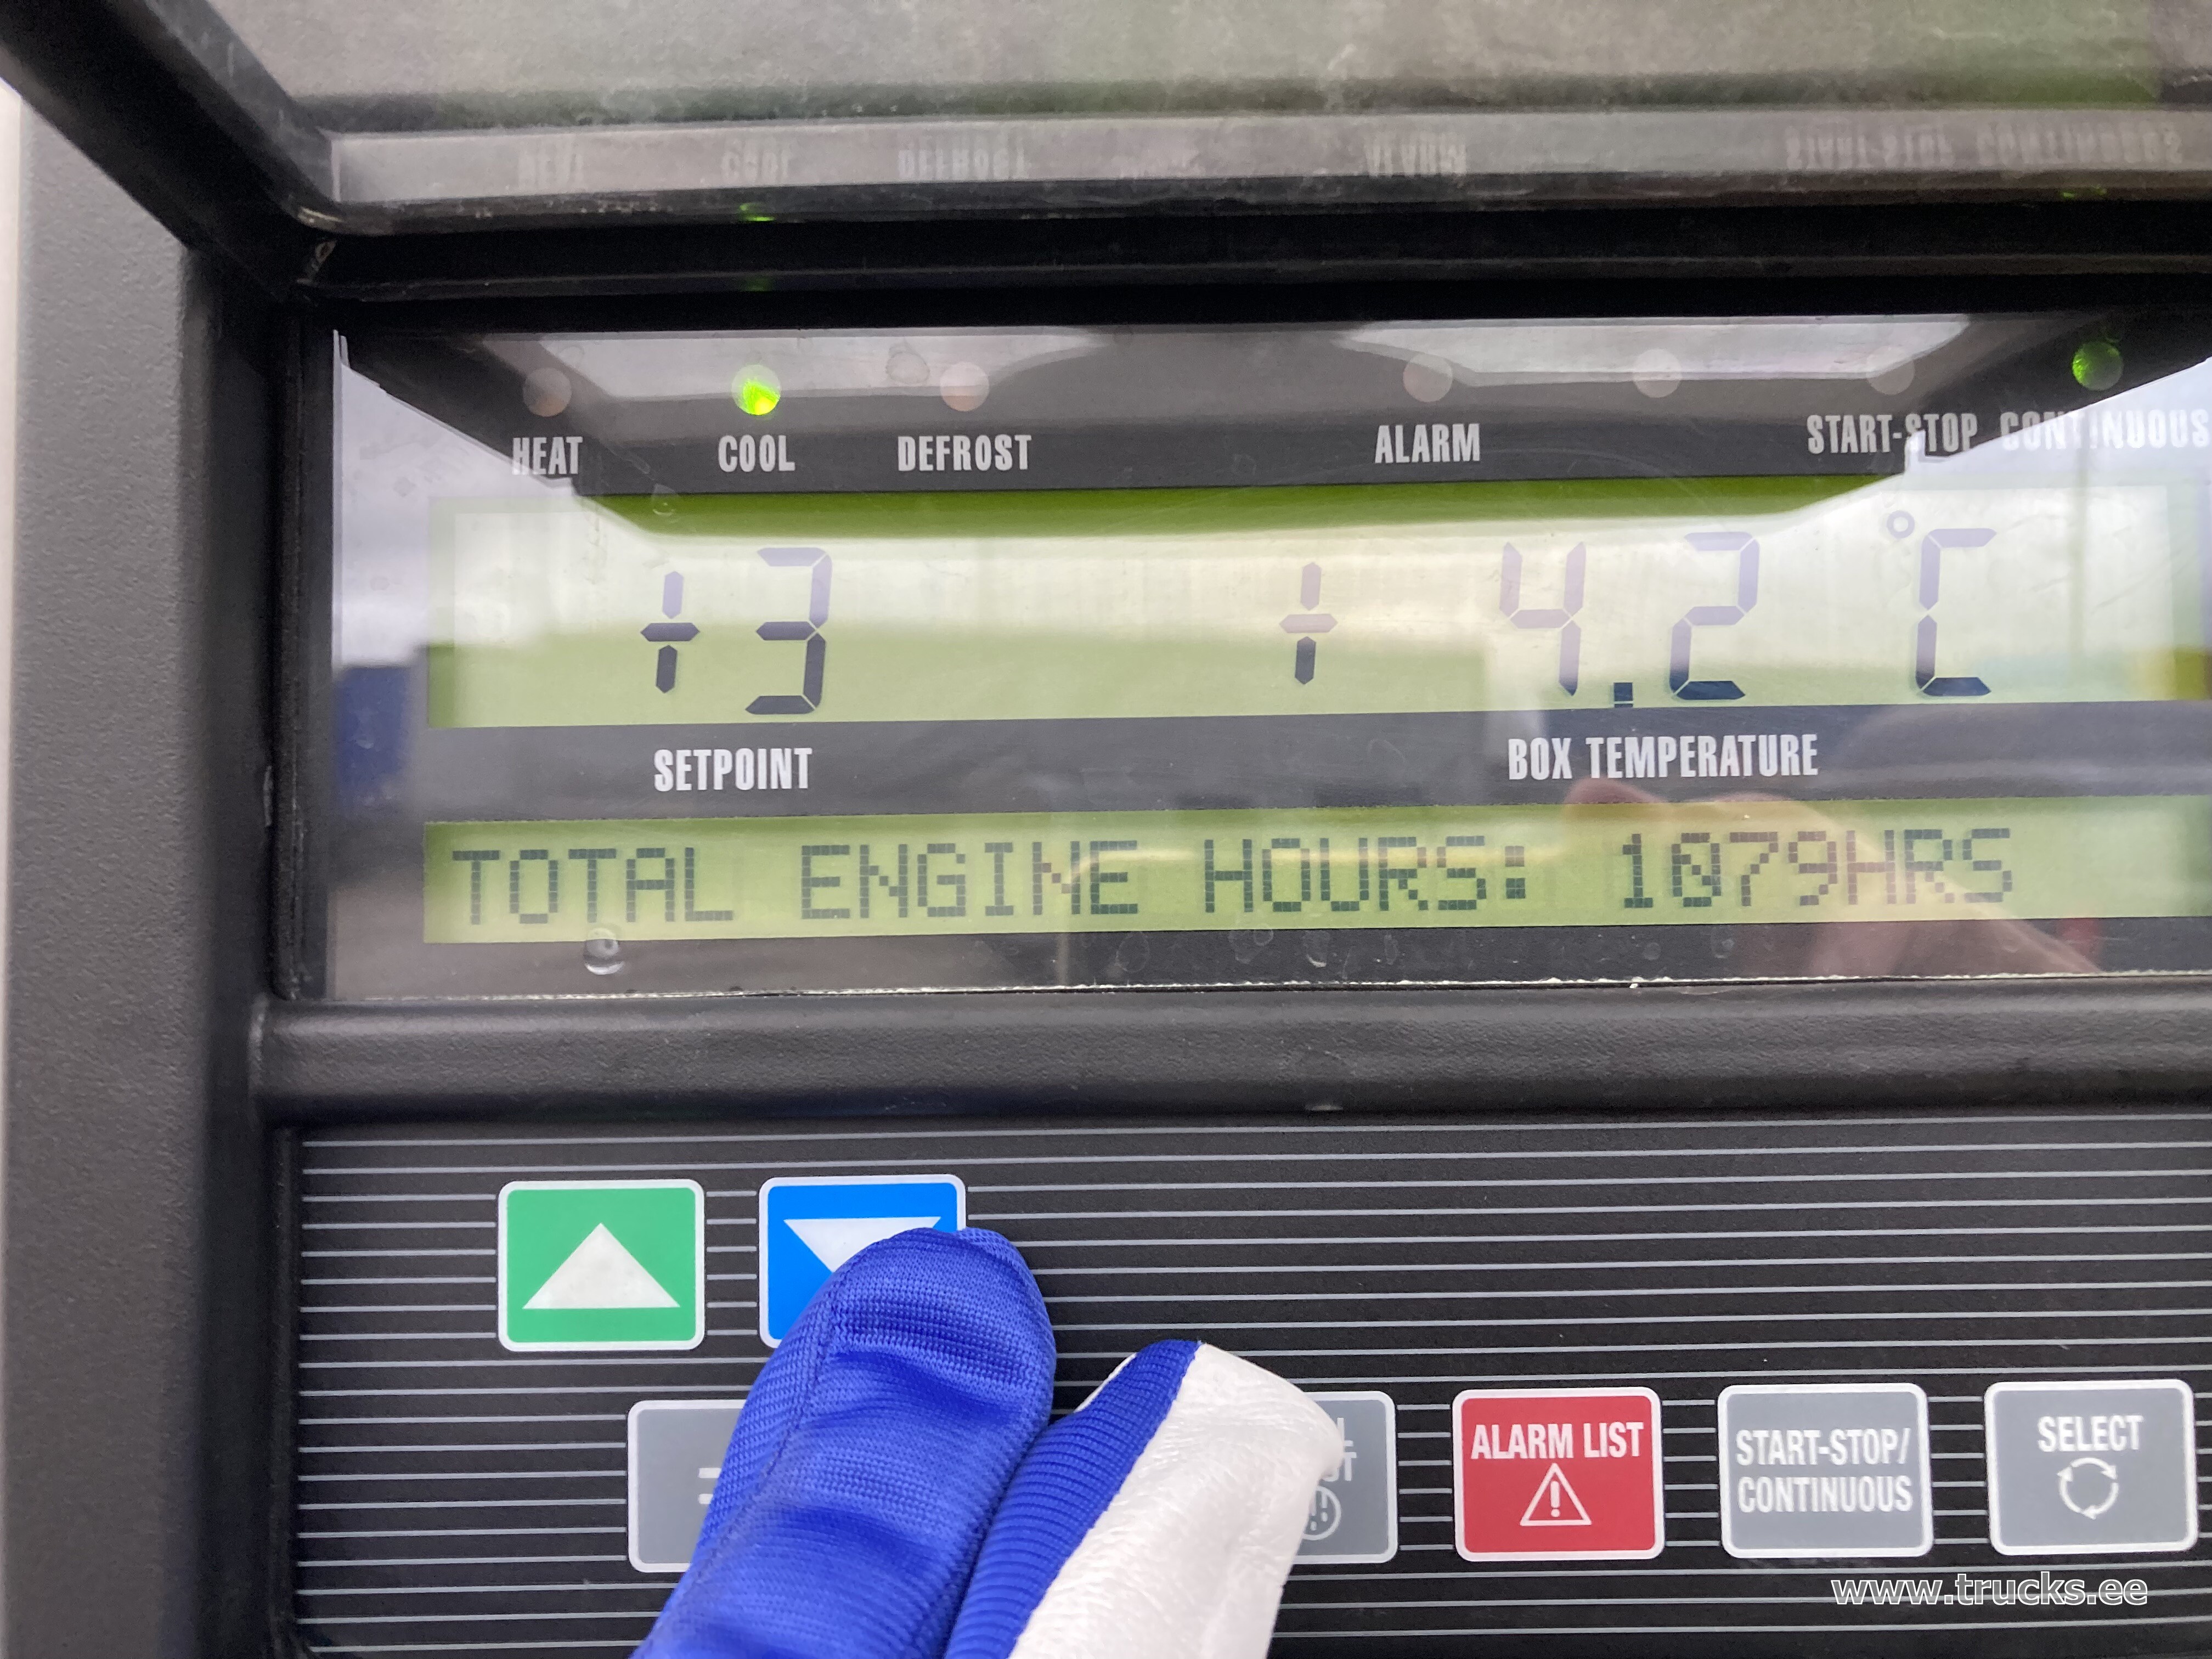 HEAT COOL DEFROST ALARM START-STOP CONTINUOUS
+3 + 4.2 °C
SETPOINT BOX TEMPERATURE
TOTAL ENGINE HOURS: 1079HRS
ALARM LIST
START-STOP/
CONTINUOUS
SELECT
www.trucks.ee